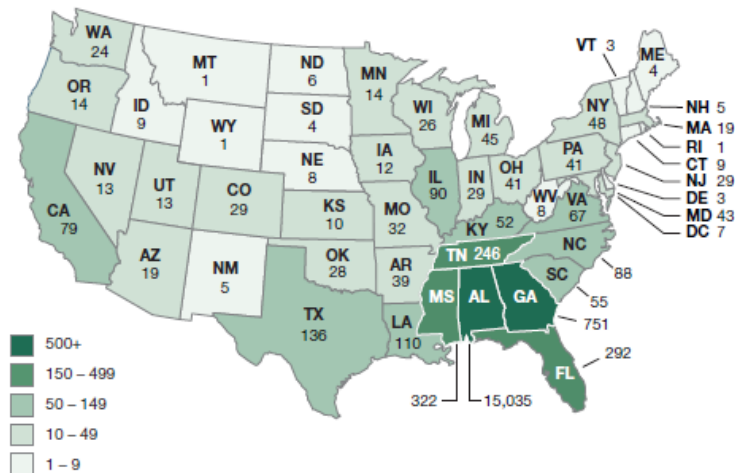 WA
24
OR
14
CA
79
NV
13
ID
9
MT
1
WY
1
UT
13
CO
29
AZ
19
NM
5
ND
6
SD
4
NE
8
KS
10
OK
28
TX
136
MN
14
IA
12
MO
32
AR
39
LA
110
WI
26
IL
90
MI
45
IN
29
OH
41
KY 52
TN 246
MS
322
AL
15,035
GA
751
FL
292
SC
55
NC
88
VA
67
WV
8
PA
41
NY
48
VT 3
ME
4
NH 5
MA 19
RI 1
CT 9
NJ 29
DE 3
MD 43
DC 7
500+
150 – 499
50 – 149
10 – 49
1 – 9